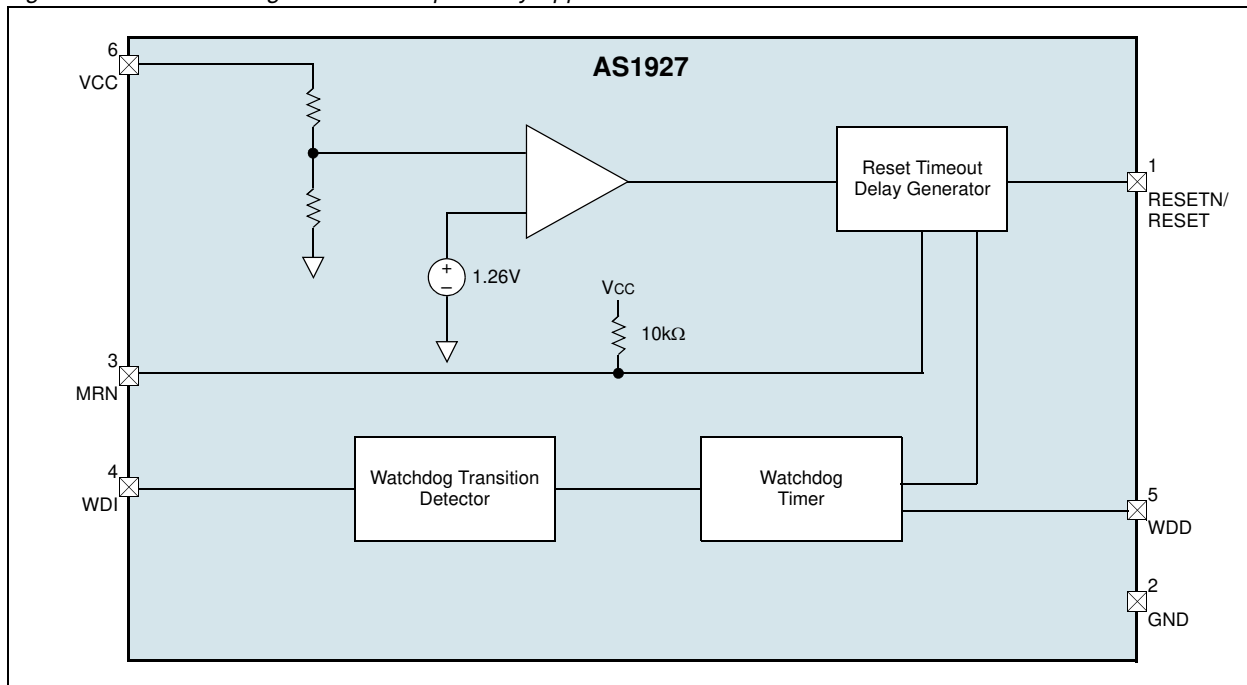 AS1927
6
VCC
Reset Timeout
Delay Generator
1
RESETN/
RESET
+
−
1.26V
VCC
10kΩ
3
MRN
4
WDI
Watchdog Transition
Detector
Watchdog
Timer
5
WDD
2
GND